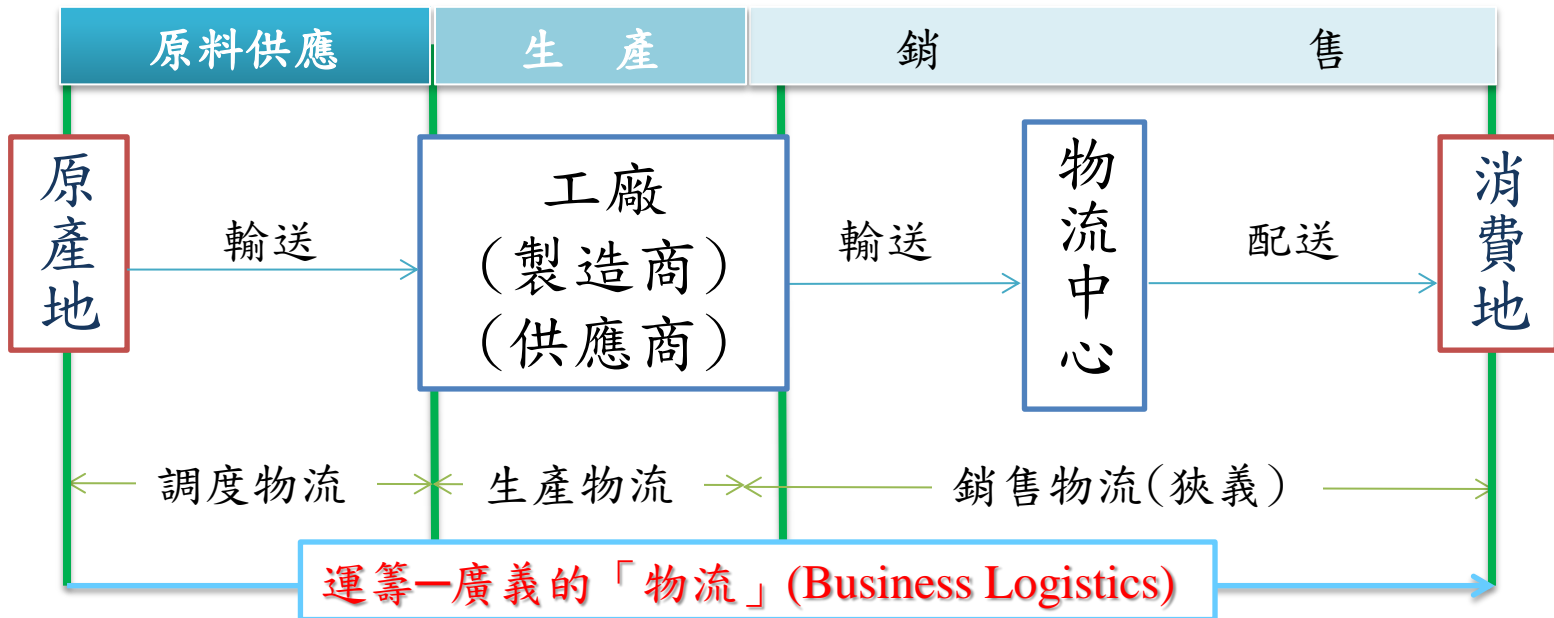 原料供應
生 產
銷 售
原產地
輸送
工廠
（製造商）
（供應商）
輸送
物流中心
配送
消費地
調度物流
生產物流
銷售物流(狹義）
運籌─廣義的「物流」(Business Logistics)